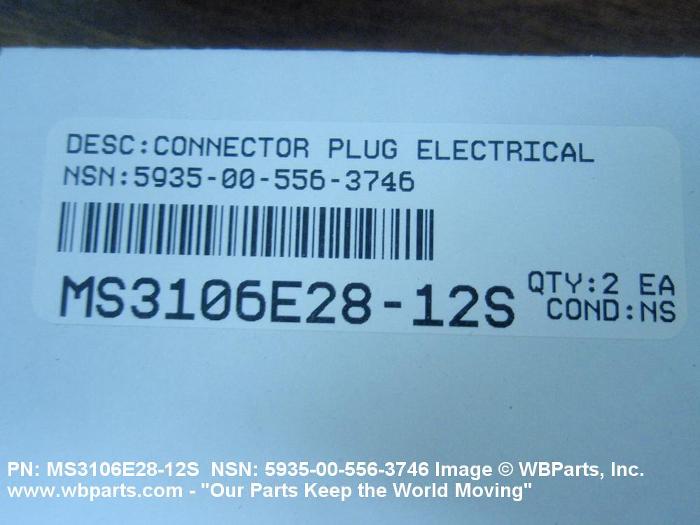 DESC:CONNECTOR PLUG ELECTRICAL
NSN:5935-00-556-3746
MS3106E28-12S
QTY:2 EA
COND:NS
PN: MS3106E28-12S NSN: 5935-00-556-3746 Image © WBParts, Inc.
www.wbparts.com - "Our Parts Keep the World Moving"